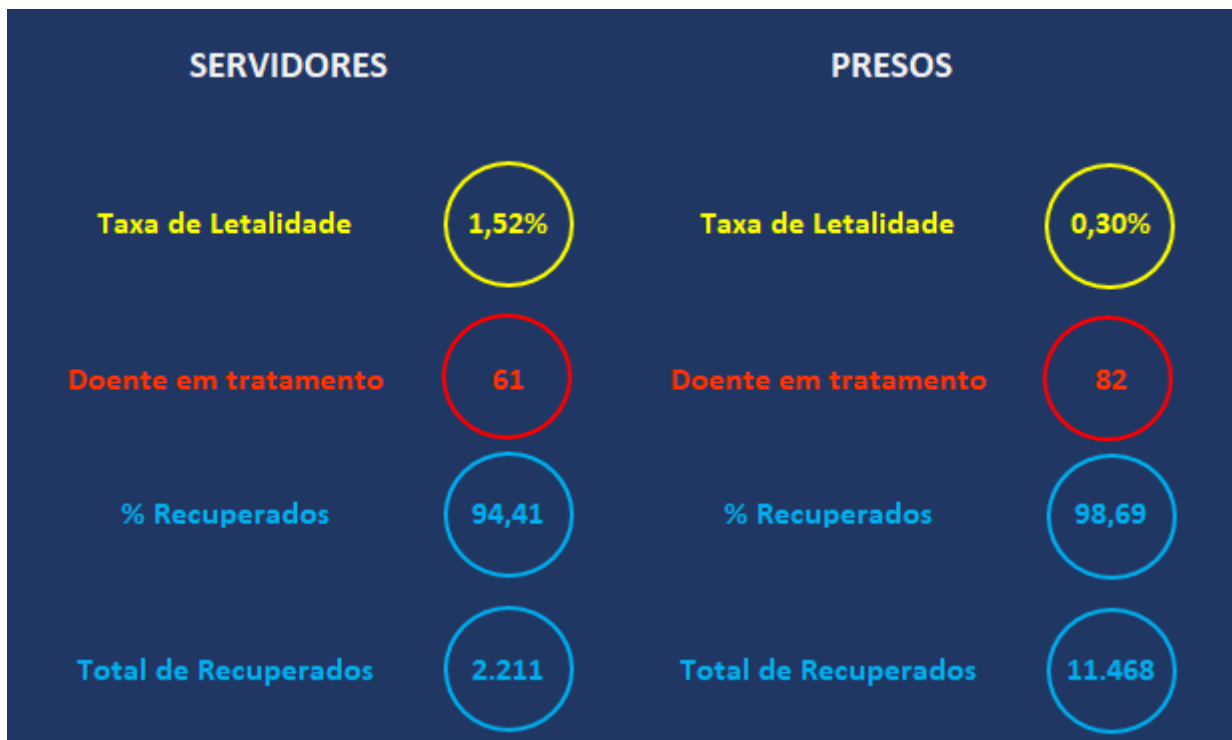 SERVIDORES
PRESOS
Taxa de Letalidade 1,52%
Taxa de Letalidade 0,30%
Doente em tratamento 61
Doente em tratamento 82
% Recuperados 94,41
% Recuperados 98,69
Total de Recuperados 2.211
Total de Recuperados 11.468